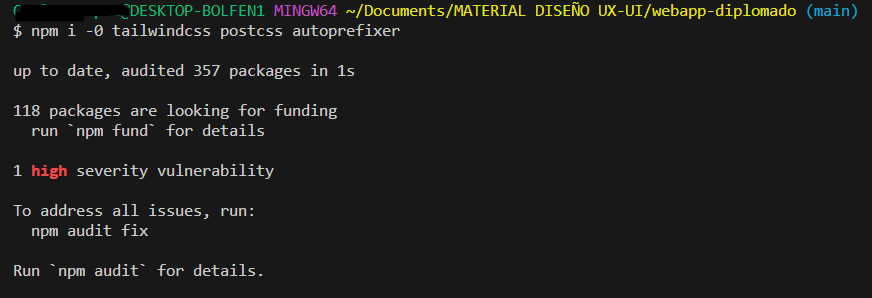 @DESKTOP-BOLFEN1 MINGW64 ~/Documents/MATERIAL DISEÑO UX-UI/webapp-diplomado (main)
$ npm i -0 tailwindcss postcss autoprefixer
up to date, audited 357 packages in 1s
118 packages are looking for funding
run `npm fund` for details
1 high severity vulnerability
To address all issues, run:
npm audit fix
Run `npm audit` for details.